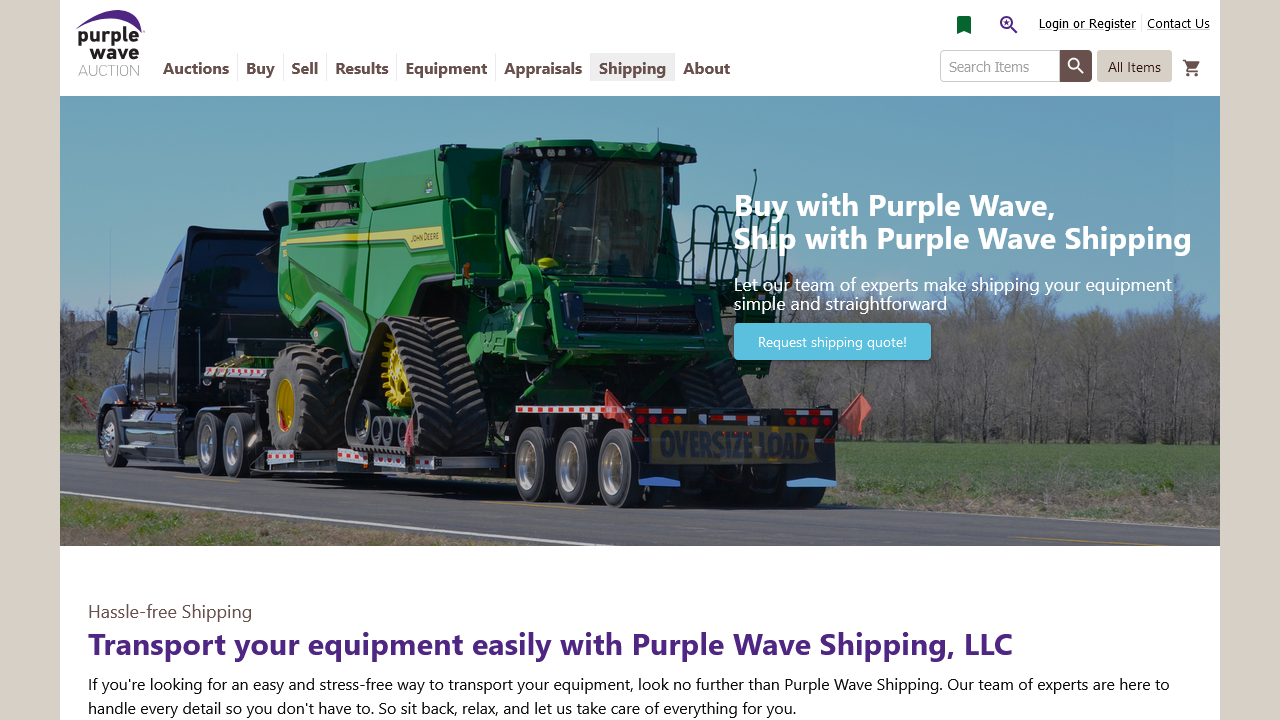 purple
wave
AUCTION
Login or Register
Contact Us
Auctions
Buy
Sell
Results
Equipment
Appraisals
Shipping
About
Search Items
All Items
JOHN DEERE
OVERSIZE LOAD
Buy with Purple Wave,
Ship with Purple Wave Shipping
Let our team of experts make shipping your equipment
simple and straightforward
Request shipping quote!
Hassle-free Shipping
Transport your equipment easily with Purple Wave Shipping, LLC
If you're looking for an easy and stress-free way to transport your equipment, look no further than Purple Wave Shipping. Our team of experts are here to
handle every detail so you don't have to. So sit back, relax, and let us take care of everything for you.